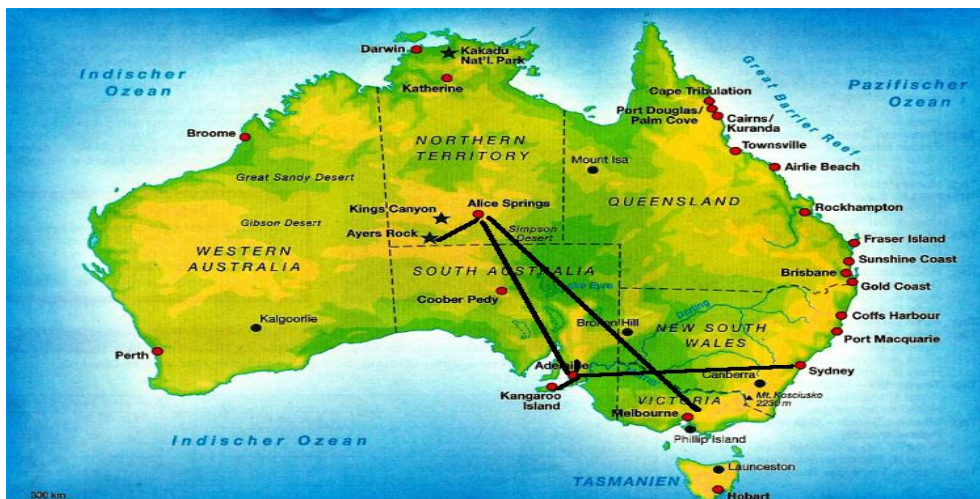 Darwin
Kakadu
Nat'l. Park
Katherine
Indischer
Ozean
Broome
NORTHERN
TERRITORY
Great Sandy Desert
Gibson Desert
Kings Canyon
Ayers Rock
Alice Springs
Simpson
Desert
Mount Isa
QUEENSLAND
Cape Tribulation
Port Douglas/
Palm Cove
Cairns/
Kuranda
Townsville
Airlie Beach
Great Barrier Reef
Pazifischer
Ozean
Rockhampton
Fraser Island
Sunshine Coast
Brisbane
Gold Coast
WESTERN
AUSTRALIA
SOUTH AUSTRALIA
Coober Pedy
Eyre
Kalgoorlie
Perth
Broken Hill
Darling
NEW SOUTH
WALES
Coffs Harbour
Port Macquarie
Sydney
Canberra
Mt. Kosciusko
2230 m
Kangaroo
Island
VICTORIA
Melbourne
Phillip Island
Indischer Ozean
Launceston
TASMANIEN
Hobart